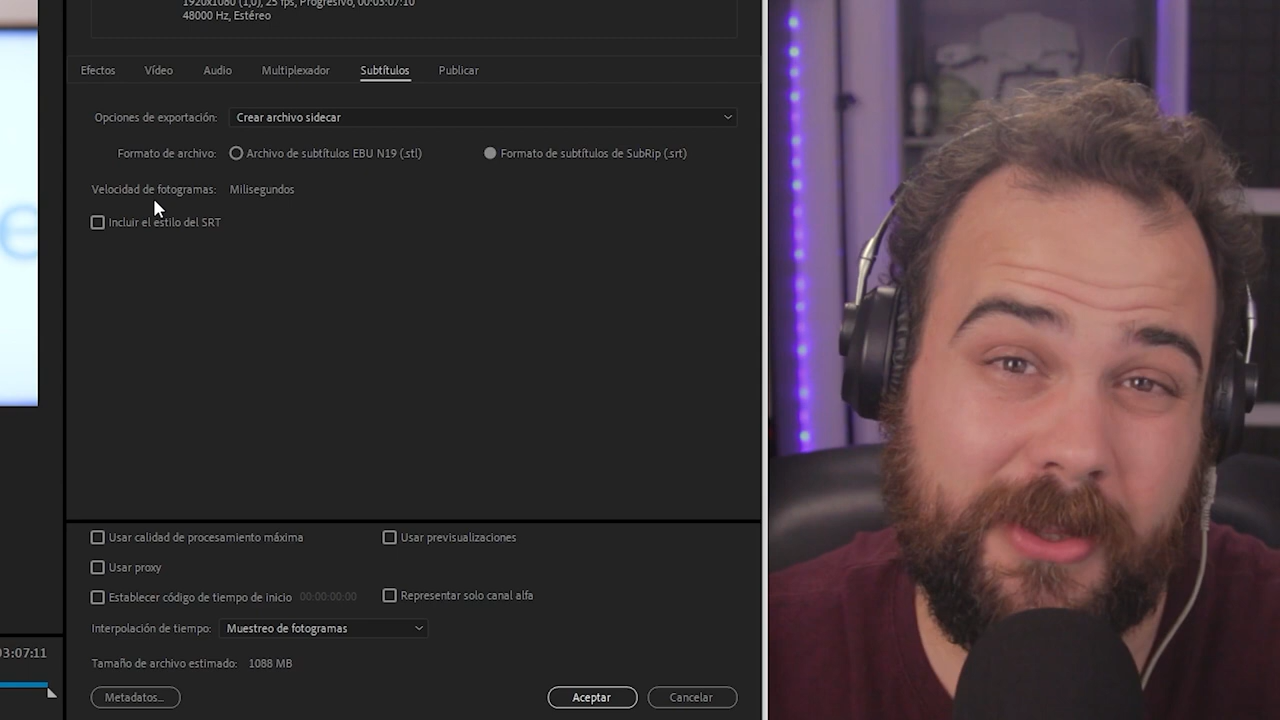 1920x1080 (1,0), 25 fps, Progresivo, 00:03:07:10
48000 Hz, Estéreo
Efectos Vídeo Audio Multiplexador Subtítulos Publicar
Opciones de exportación: Crear archivo sidecar
Formato de archivo: Archivo de subtítulos EBU N19 (.stl) Formato de subtítulos de SubRip (.srt)
Velocidad de fotogramas: Milisegundos
Incluir el estilo del SRT
e
Usar calidad de procesamiento máxima Usar previsualizaciones
Usar proxy
Establecer código de tiempo de inicio 00:00:00:00 Representar solo canal alfa
Interpolación de tiempo: Muestreo de fotogramas
3:07:11
Tamaño de archivo estimado: 1088 MB
Metadatos... Aceptar Cancelar